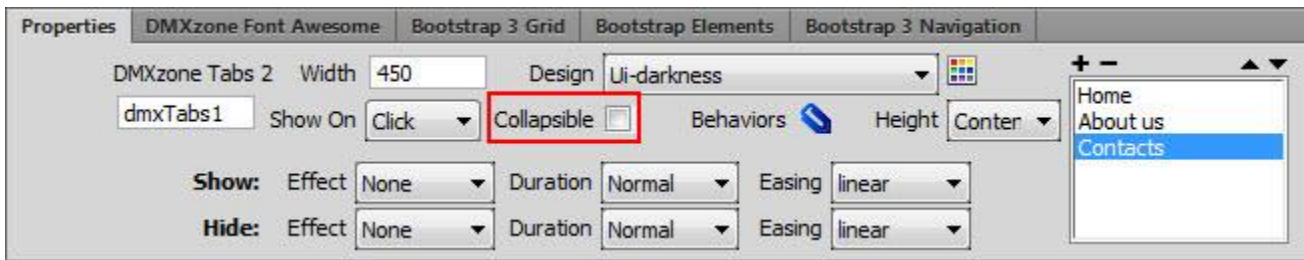 Properties DMXzone Font Awesome Bootstrap 3 Grid Bootstrap Elements Bootstrap 3 Navigation
DMXzone Tabs 2 Width 450 Design Ui-darkness
dmxTabs1 Show On Click Collapsible Behaviors Height Conter
Show: Effect None Duration Normal Easing linear
Hide: Effect None Duration Normal Easing linear
+ −
Home
About us
Contacts